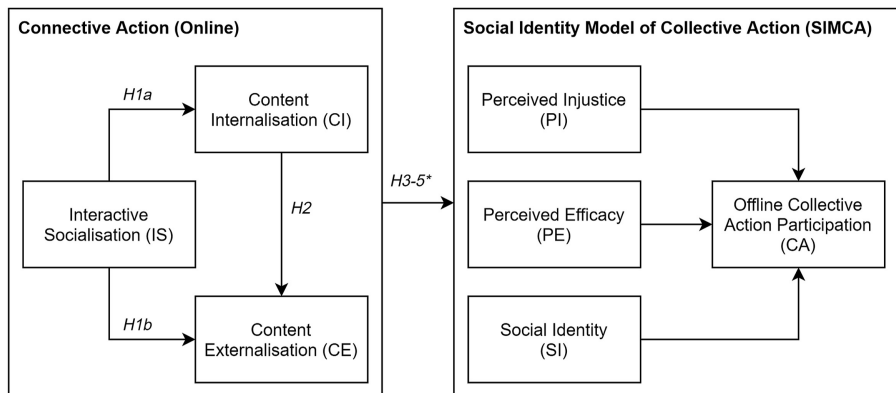 Connective Action (Online)
H1a
Content
Internalisation (CI)
Interactive
Socialisation (IS)
H2
H1b
Content
Externalisation (CE)
H3-5*
Social Identity Model of Collective Action (SIMCA)
Perceived Injustice
(PI)
Perceived Efficacy
(PE)
Social Identity
(SI)
Offline Collective
Action Participation
(CA)